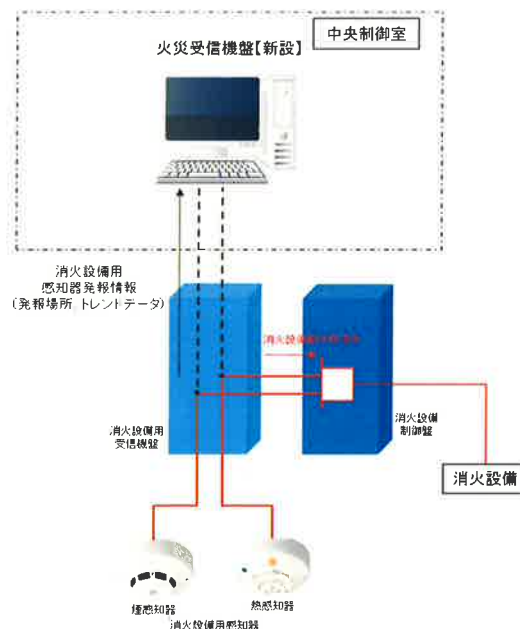 中央制御室
火災受信機盤【新設】
消火設備用
感知器発報情報
(発報場所、トレンドデータ)
消火設備用
受信機盤
消火設備
制御盤
消火設備
煙感知器
熱感知器
消火設備用感知器